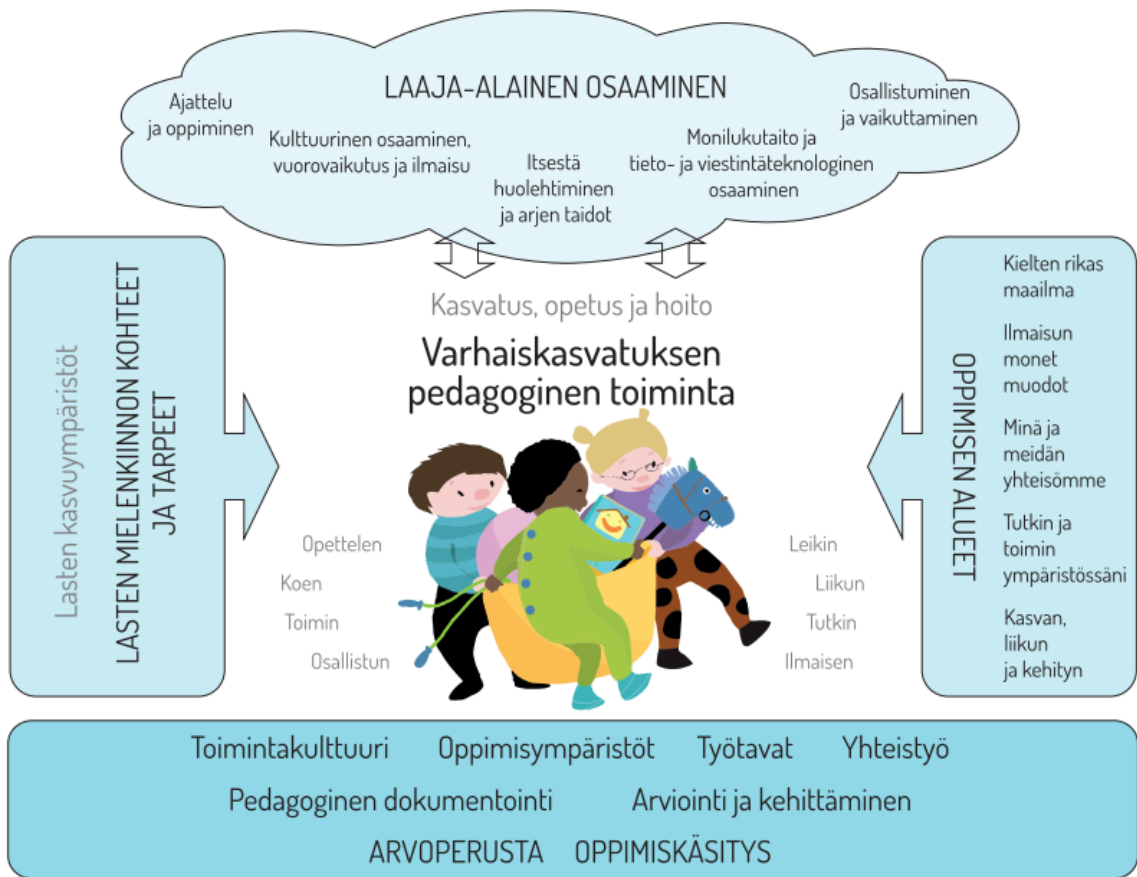 LAAJA-ALAINEN OSAAMINEN
Ajattelu
ja oppiminen
Kulttuurinen osaaminen,
vuorovaikutus ja ilmaisu
Itsestä
huolehtiminen
ja arjen taidot
Monilukutaito ja
tieto- ja viestintäteknologinen
osaaminen
Osallistuminen
ja vaikuttaminen
Lasten kasvuympäristöt
LASTEN MIELENKIINNON KOHTEET
JA TARPEET
Kasvatus, opetus ja hoito
Varhaiskasvatuksen
pedagoginen toiminta
Opettelen
Koen
Toimin
Osallistun
Leikin
Liikun
Tutkin
Ilmaisen
OPPIMISEN ALUEET
Kielten rikas
maailma
Ilmaisun
monet
muodot
Minä ja
meidän
yhteisömme
Tutkin ja
toimin
ympäristössäni
Kasvan,
liikun
ja kehityn
Toimintakulttuuri Oppimisympäristöt Työtavat Yhteistyö
Pedagoginen dokumentointi Arviointi ja kehittäminen
ARVOPERUSTA OPPIMISKÄSITYS